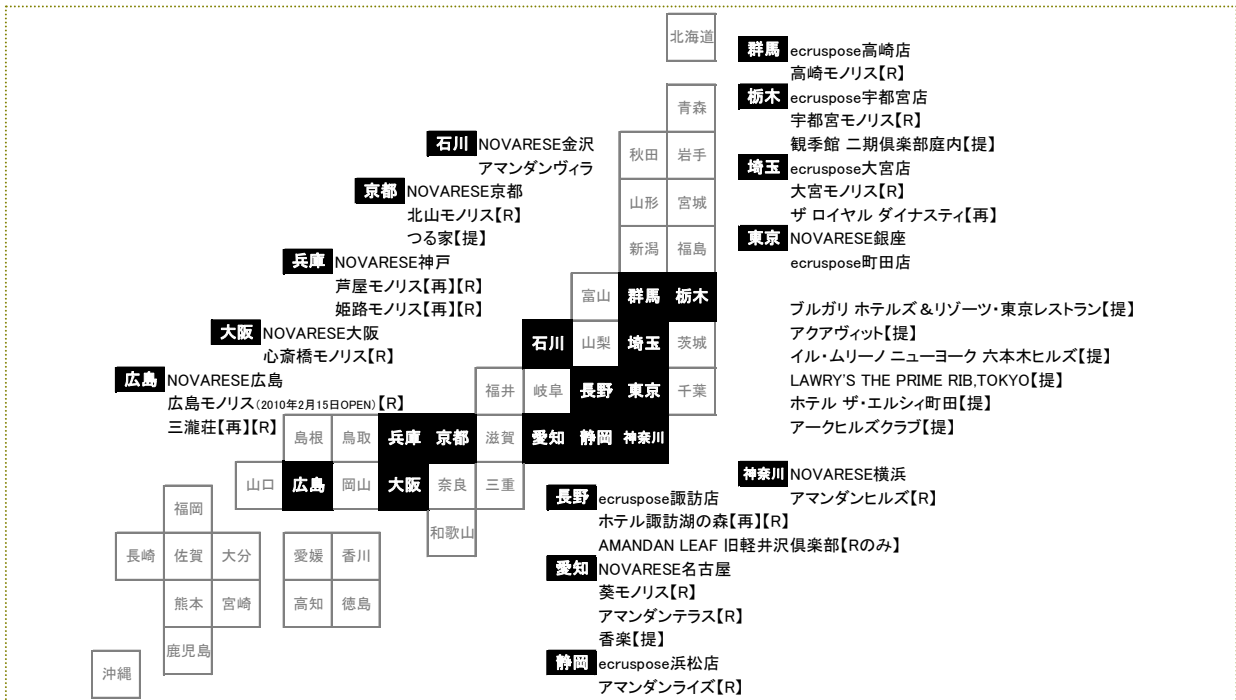 北海道
青森
秋田 岩手
山形 宮城
新潟 福島
富山 群馬 栃木
石川 山梨 埼玉 茨城
福井 岐阜 長野 東京 千葉
島根 鳥取 兵庫 京都 滋賀 愛知 静岡 神奈川
山口 広島 岡山 大阪 奈良 三重
和歌山
福岡
長崎 佐賀 大分 愛媛 香川
熊本 宮崎 高知 徳島
鹿児島
沖縄
石川 NOVARESE金沢
アマンダンヴィラ
京都 NOVARESE京都
北山モノリス【R】
つる家【提】
兵庫 NOVARESE神戸
芦屋モノリス【再】【R】
姫路モノリス【再】【R】
大阪 NOVARESE大阪
心斎橋モノリス【R】
広島 NOVARESE広島
広島モノリス(2010年2月15日OPEN)【R】
三瀧荘【再】【R】
群馬 ecruspose高崎店
高崎モノリス【R】
栃木 ecruspose宇都宮店
宇都宮モノリス【R】
観季館 二期倶楽部庭内【提】
埼玉 ecruspose大宮店
大宮モノリス【R】
ザ ロイヤル ダイナスティ【再】
東京 NOVARESE銀座
ecruspose町田店
ブルガリ ホテルズ&リゾーツ・東京レストラン【提】
アクアヴィット【提】
イル・ムリーノ ニューヨーク 六本木ヒルズ【提】
LAWRY'S THE PRIME RIB,TOKYO【提】
ホテル ザ・エルシィ町田【提】
アークヒルズクラブ【提】
神奈川 NOVARESE横浜
アマンダンヒルズ【R】
長野 ecruspose諏訪店
ホテル諏訪湖の森【再】【R】
AMANDAN LEAF 旧軽井沢倶楽部【Rのみ】
愛知 NOVARESE名古屋
葵モノリス【R】
アマンダンテラス【R】
香楽【提】
静岡 ecruspose浜松店
アマンダンライズ【R】